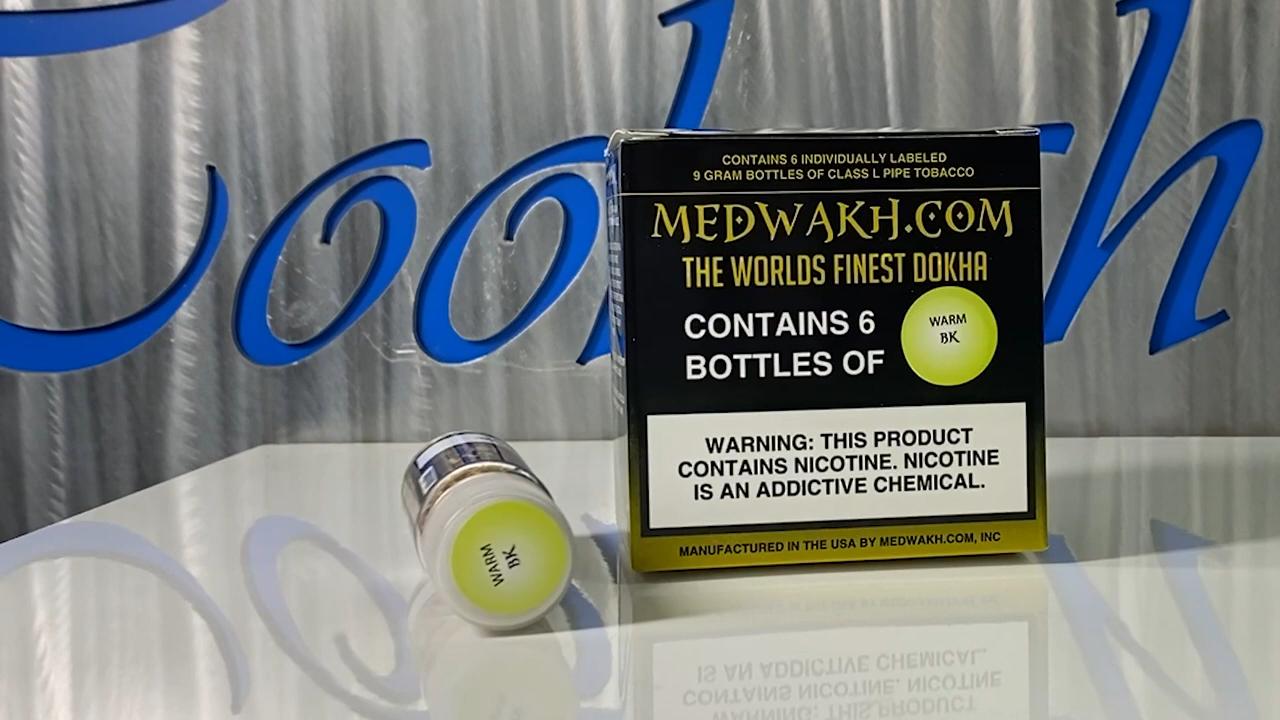 CONTAINS 6 INDIVIDUALLY LABELED
9 GRAM BOTTLES OF CLASS L PIPE TOBACCO
MEDWAKH.COM
THE WORLDS FINEST DOKHA
CONTAINS 6
BOTTLES OF
WARM
BK
WARNING: THIS PRODUCT
CONTAINS NICOTINE. NICOTINE
IS AN ADDICTIVE CHEMICAL.
MANUFACTURED IN THE USA BY MEDWAKH.COM, INC
WARM
BK